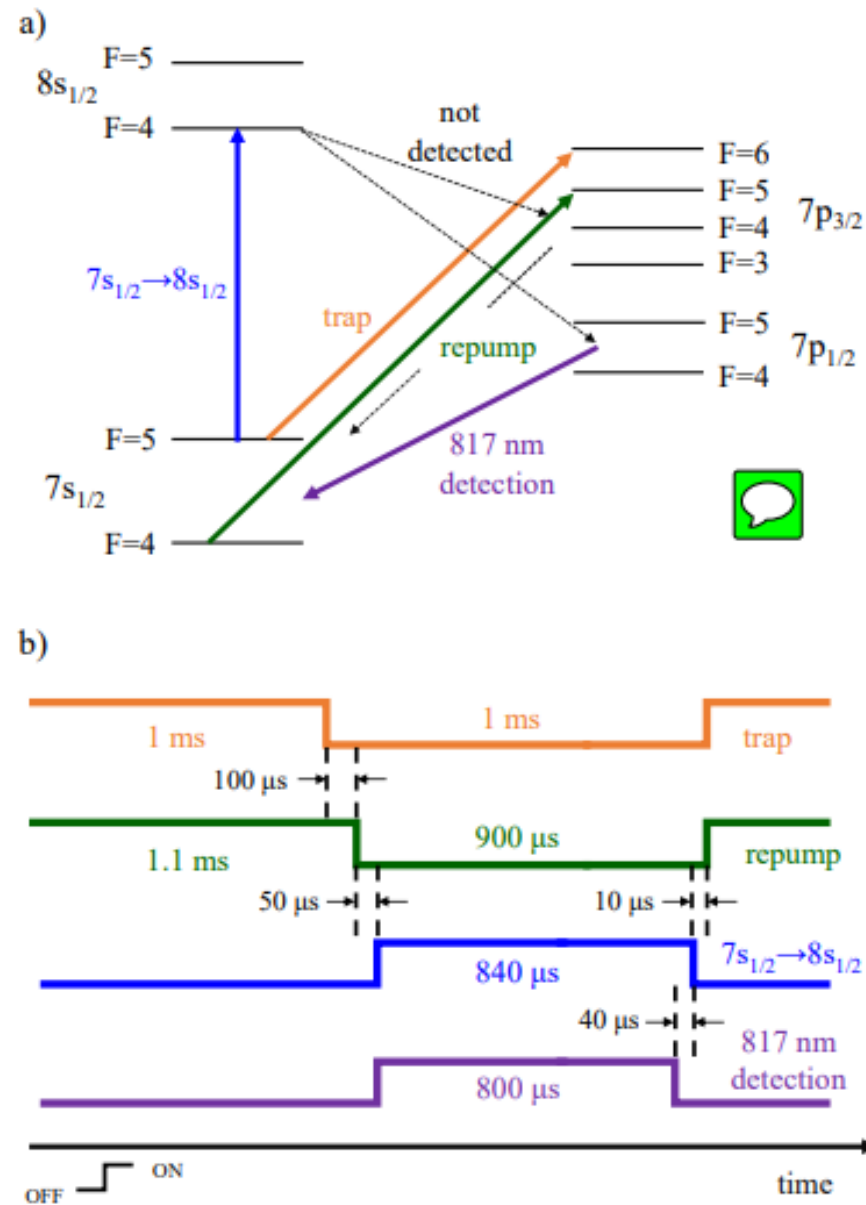 a)
F=5
8s1/2
F=4
not
detected
F=6
F=5
7p3/2
F=4
F=3
7s1/2→8s1/2
trap
repump
F=5
7p1/2
F=4
F=5
817 nm
detection
7s1/2
F=4
b)
1 ms
1 ms
trap
100 μs
900 μs
1.1 ms
repump
50 μs
10 μs
7s1/2→8s1/2
840 μs
40 μs
817 nm
detection
800 μs
OFF
ON
time